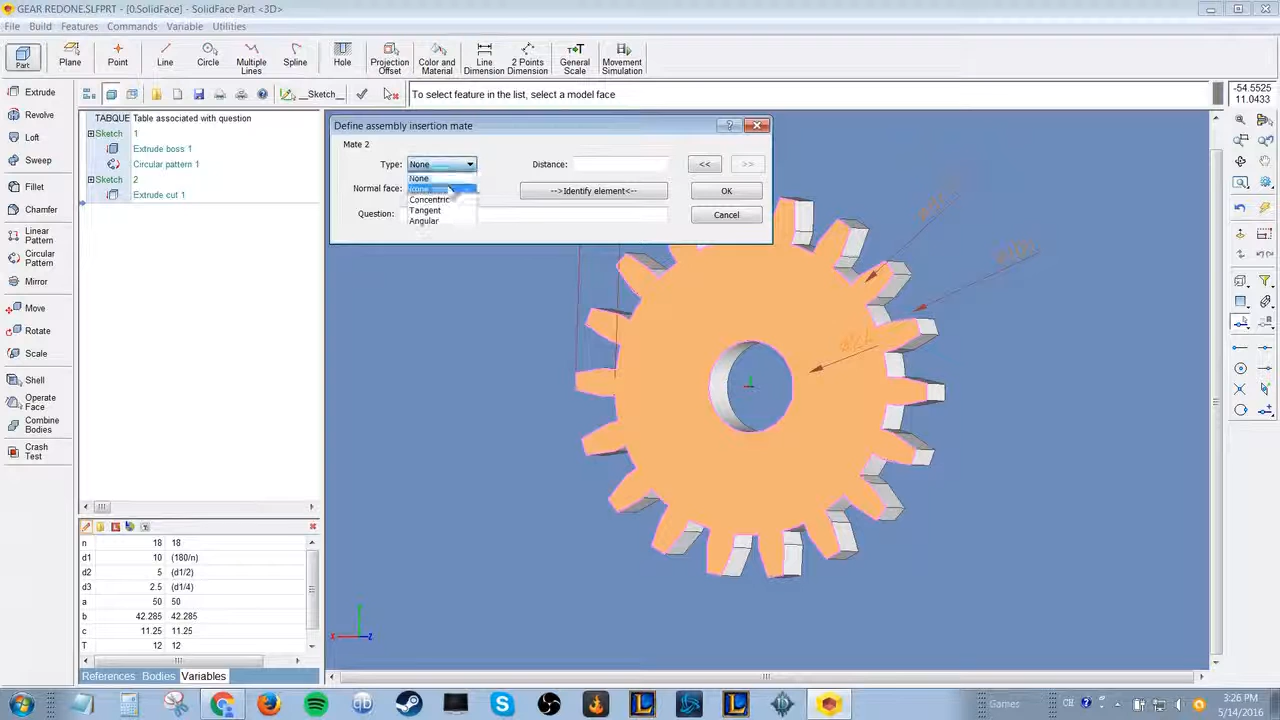 GEAR REDONE.SLFPRT - [0.SolidFace] - SolidFace Part <3D>
File Build Features Commands Variable Utilities
Part Plane Point Line Circle Multiple Lines Spline Hole Projection Offset Color and Material Line Dimension 2 Points Dimension General Scale Movement Simulation
__Sketch__ To select feature in the list, select a model face
-54.5525
11.0433
Extrude
Revolve
Loft
Sweep
Fillet
Chamfer
Linear Pattern
Circular Pattern
Mirror
Move
Rotate
Scale
Shell
Operate Face
Combine Bodies
Crash Test
TABQUE Table associated with question
Sketch 1
Extrude boss 1
Circular pattern 1
Sketch 2
Extrude cut 1
Define assembly insertion mate
Mate 2
Type: None Distance: << >>
None
Concentric
Tangent
Angular
Normal face: -->Identify element<-- OK
Question: Cancel
n 18 18
d1 10 (180/n)
d2 5 (d1/2)
d3 2.5 (d1/4)
a 50 50
b 42.285 42.285
c 11.25 11.25
T 12 12
References Bodies Variables
x z
Games CH 3:26 PM
5/14/2016